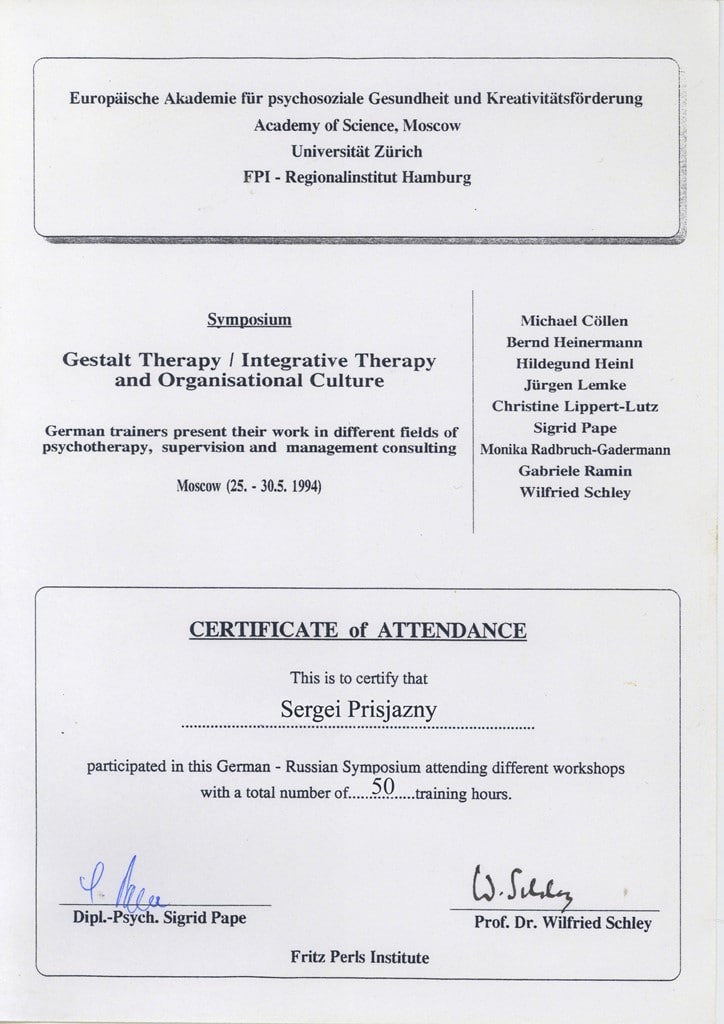 Europäische Akademie für psychosoziale Gesundheit und Kreativitätsförderung
Academy of Science, Moscow
Universität Zürich
FPI - Regionalinstitut Hamburg
Symposium
Gestalt Therapy / Integrative Therapy
and Organisational Culture
German trainers present their work in different fields of
psychotherapy, supervision and management consulting
Moscow (25. - 30.5. 1994)
Michael Cöllen
Bernd Heinermann
Hildegund Heinl
Jürgen Lemke
Christine Lippert-Lutz
Sigrid Pape
Monika Radbruch-Gadermann
Gabriele Ramin
Wilfried Schley
CERTIFICATE of ATTENDANCE
This is to certify that
Sergei Prisjazny
participated in this German - Russian Symposium attending different workshops
with a total number of.....50.....training hours.
S. Pape
W. Schley
Dipl.-Psych. Sigrid Pape
Prof. Dr. Wilfried Schley
Fritz Perls Institute